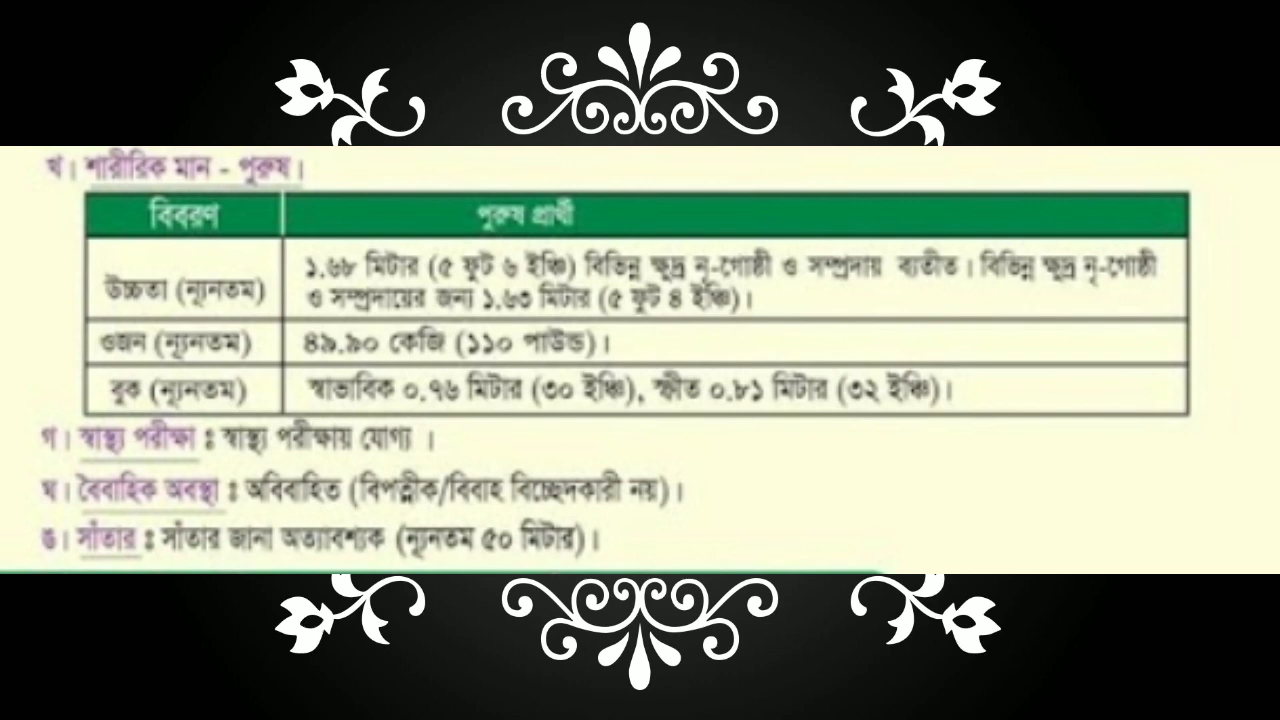 খ। শারীরিক মান - পুরুষ।
বিবরণ পুরুষ প্রার্থী
উচ্চতা (ন্যূনতম) ১.৬৮ মিটার (৫ ফুট ৬ ইঞ্চি) বিভিন্ন ক্ষুদ্র নৃ-গোষ্ঠী ও সম্প্রদায় ব্যতীত। বিভিন্ন ক্ষুদ্র নৃ-গোষ্ঠী
ও সম্প্রদায়ের জন্য ১.৬৩ মিটার (৫ ফুট ৪ ইঞ্চি)।
ওজন (ন্যূনতম) ৪৯.৯০ কেজি (১১০ পাউন্ড)।
বুক (ন্যূনতম) স্বাভাবিক ০.৭৬ মিটার (৩০ ইঞ্চি), স্ফীত ০.৮১ মিটার (৩২ ইঞ্চি)।
গ। স্বাস্থ্য পরীক্ষা ঃ স্বাস্থ্য পরীক্ষায় যোগ্য ।
ঘ। বৈবাহিক অবস্থা ঃ অবিবাহিত (বিপত্নীক/বিবাহ বিচ্ছেদকারী নয়)।
ঙ। সাঁতার ঃ সাঁতার জানা অত্যাবশ্যক (ন্যূনতম ৫০ মিটার)।